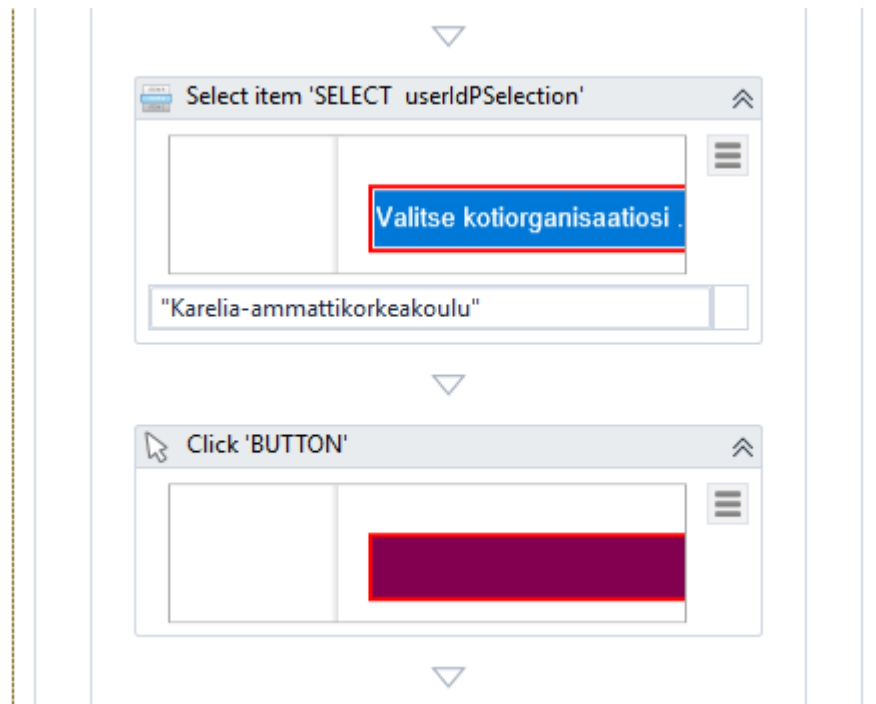 Select item 'SELECT  userIdPSelection'
Valitse kotiorganisaatiosi .
"Karelia-ammattikorkeakoulu"
Click 'BUTTON'